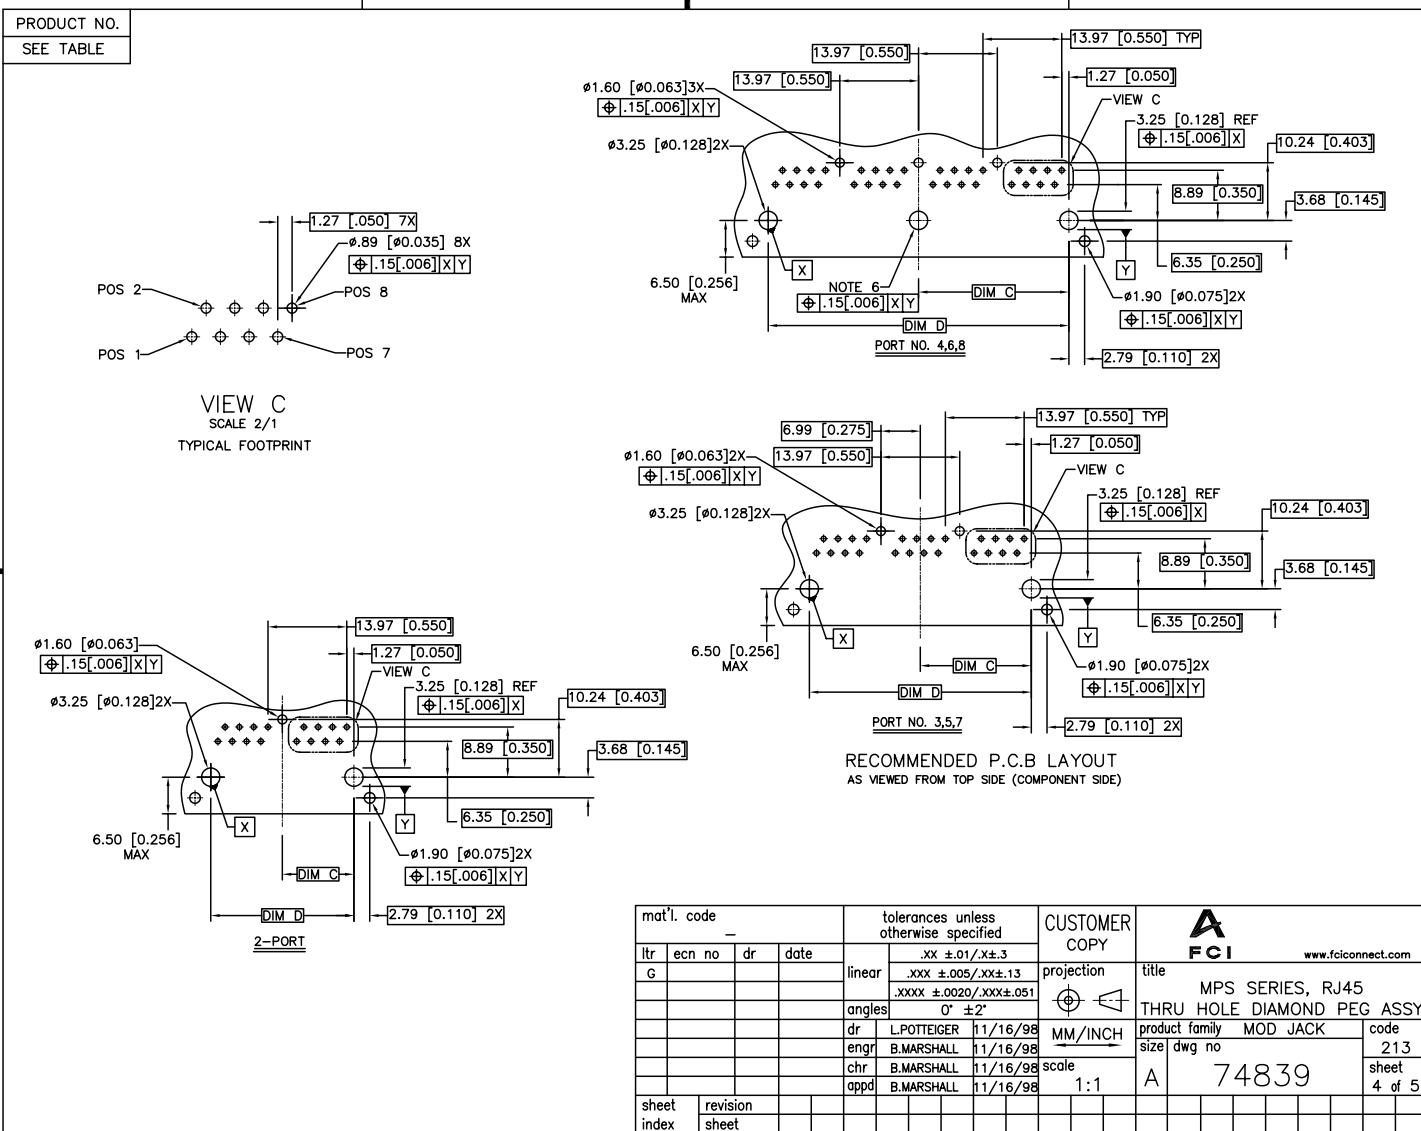 PRODUCT NO.
SEE TABLE
13.97 [0.550] TYP
13.97 [0.550]
13.97 [0.550]
1.27 [0.050]
ø1.60 [ø0.063]3X
⌖ .15[.006] X Y
VIEW C
3.25 [0.128] REF
⌖ .15[.006] X
ø3.25 [ø0.128]2X
10.24 [0.403]
8.89 [0.350]
3.68 [0.145]
6.35 [0.250]
X
Y
6.50 [0.256]
MAX
NOTE 6
⌖ .15[.006] X Y
DIM C
DIM D
ø1.90 [ø0.075]2X
⌖ .15[.006] X Y
2.79 [0.110] 2X
PORT NO. 4,6,8
1.27 [.050] 7X
ø.89 [ø0.035] 8X
⌖ .15[.006] X Y
POS 2
POS 8
POS 1
POS 7
VIEW C
SCALE 2/1
TYPICAL FOOTPRINT
13.97 [0.550] TYP
6.99 [0.275]
1.27 [0.050]
13.97 [0.550]
ø1.60 [ø0.063]2X
⌖ .15[.006] X Y
VIEW C
3.25 [0.128] REF
⌖ .15[.006] X
ø3.25 [ø0.128]2X
10.24 [0.403]
8.89 [0.350]
3.68 [0.145]
6.35 [0.250]
X
Y
6.50 [0.256]
MAX
DIM C
DIM D
ø1.90 [ø0.075]2X
⌖ .15[.006] X Y
2.79 [0.110] 2X
PORT NO. 3,5,7
RECOMMENDED P.C.B LAYOUT
AS VIEWED FROM TOP SIDE (COMPONENT SIDE)
13.97 [0.550]
ø1.60 [ø0.063]
⌖ .15[.006] X Y
1.27 [0.050]
VIEW C
3.25 [0.128] REF
⌖ .15[.006] X
ø3.25 [ø0.128]2X
10.24 [0.403]
8.89 [0.350]
3.68 [0.145]
6.35 [0.250]
X
Y
6.50 [0.256]
MAX
ø1.90 [ø0.075]2X
⌖ .15[.006] X Y
DIM C
DIM D
2.79 [0.110] 2X
2-PORT
mat'l. code
–
tolerances unless
otherwise specified
CUSTOMER
COPY
FCI
www.fciconnect.com
ltr ecn no dr date
G
linear
.XX ±.01/.X±.3
.XXX ±.005/.XX±.13
.XXXX ±.0020/.XXX±.051
angles 0° ±2°
projection
title
MPS SERIES, RJ45
THRU HOLE DIAMOND PEG ASSY
dr L.POTTEIGER 11/16/98
engr B.MARSHALL 11/16/98
chr B.MARSHALL 11/16/98
appd B.MARSHALL 11/16/98
MM/INCH
scale
1:1
product family MOD JACK
code
213
size
A
dwg no
74839
sheet
4 of 5
sheet
index
revision
sheet